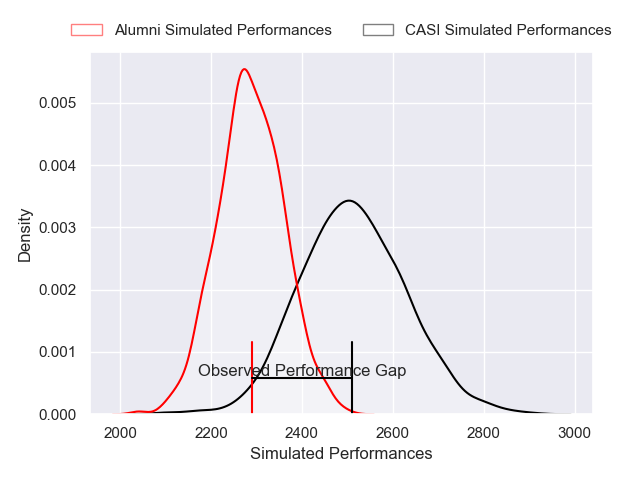 Alumni Simulated Performances CASI Simulated Performances
0.005
0.004
0.003
0.002
0.001
0.000
Density
Observed Performance Gap
2000 2200 2400 2600 2800 3000
Simulated Performances